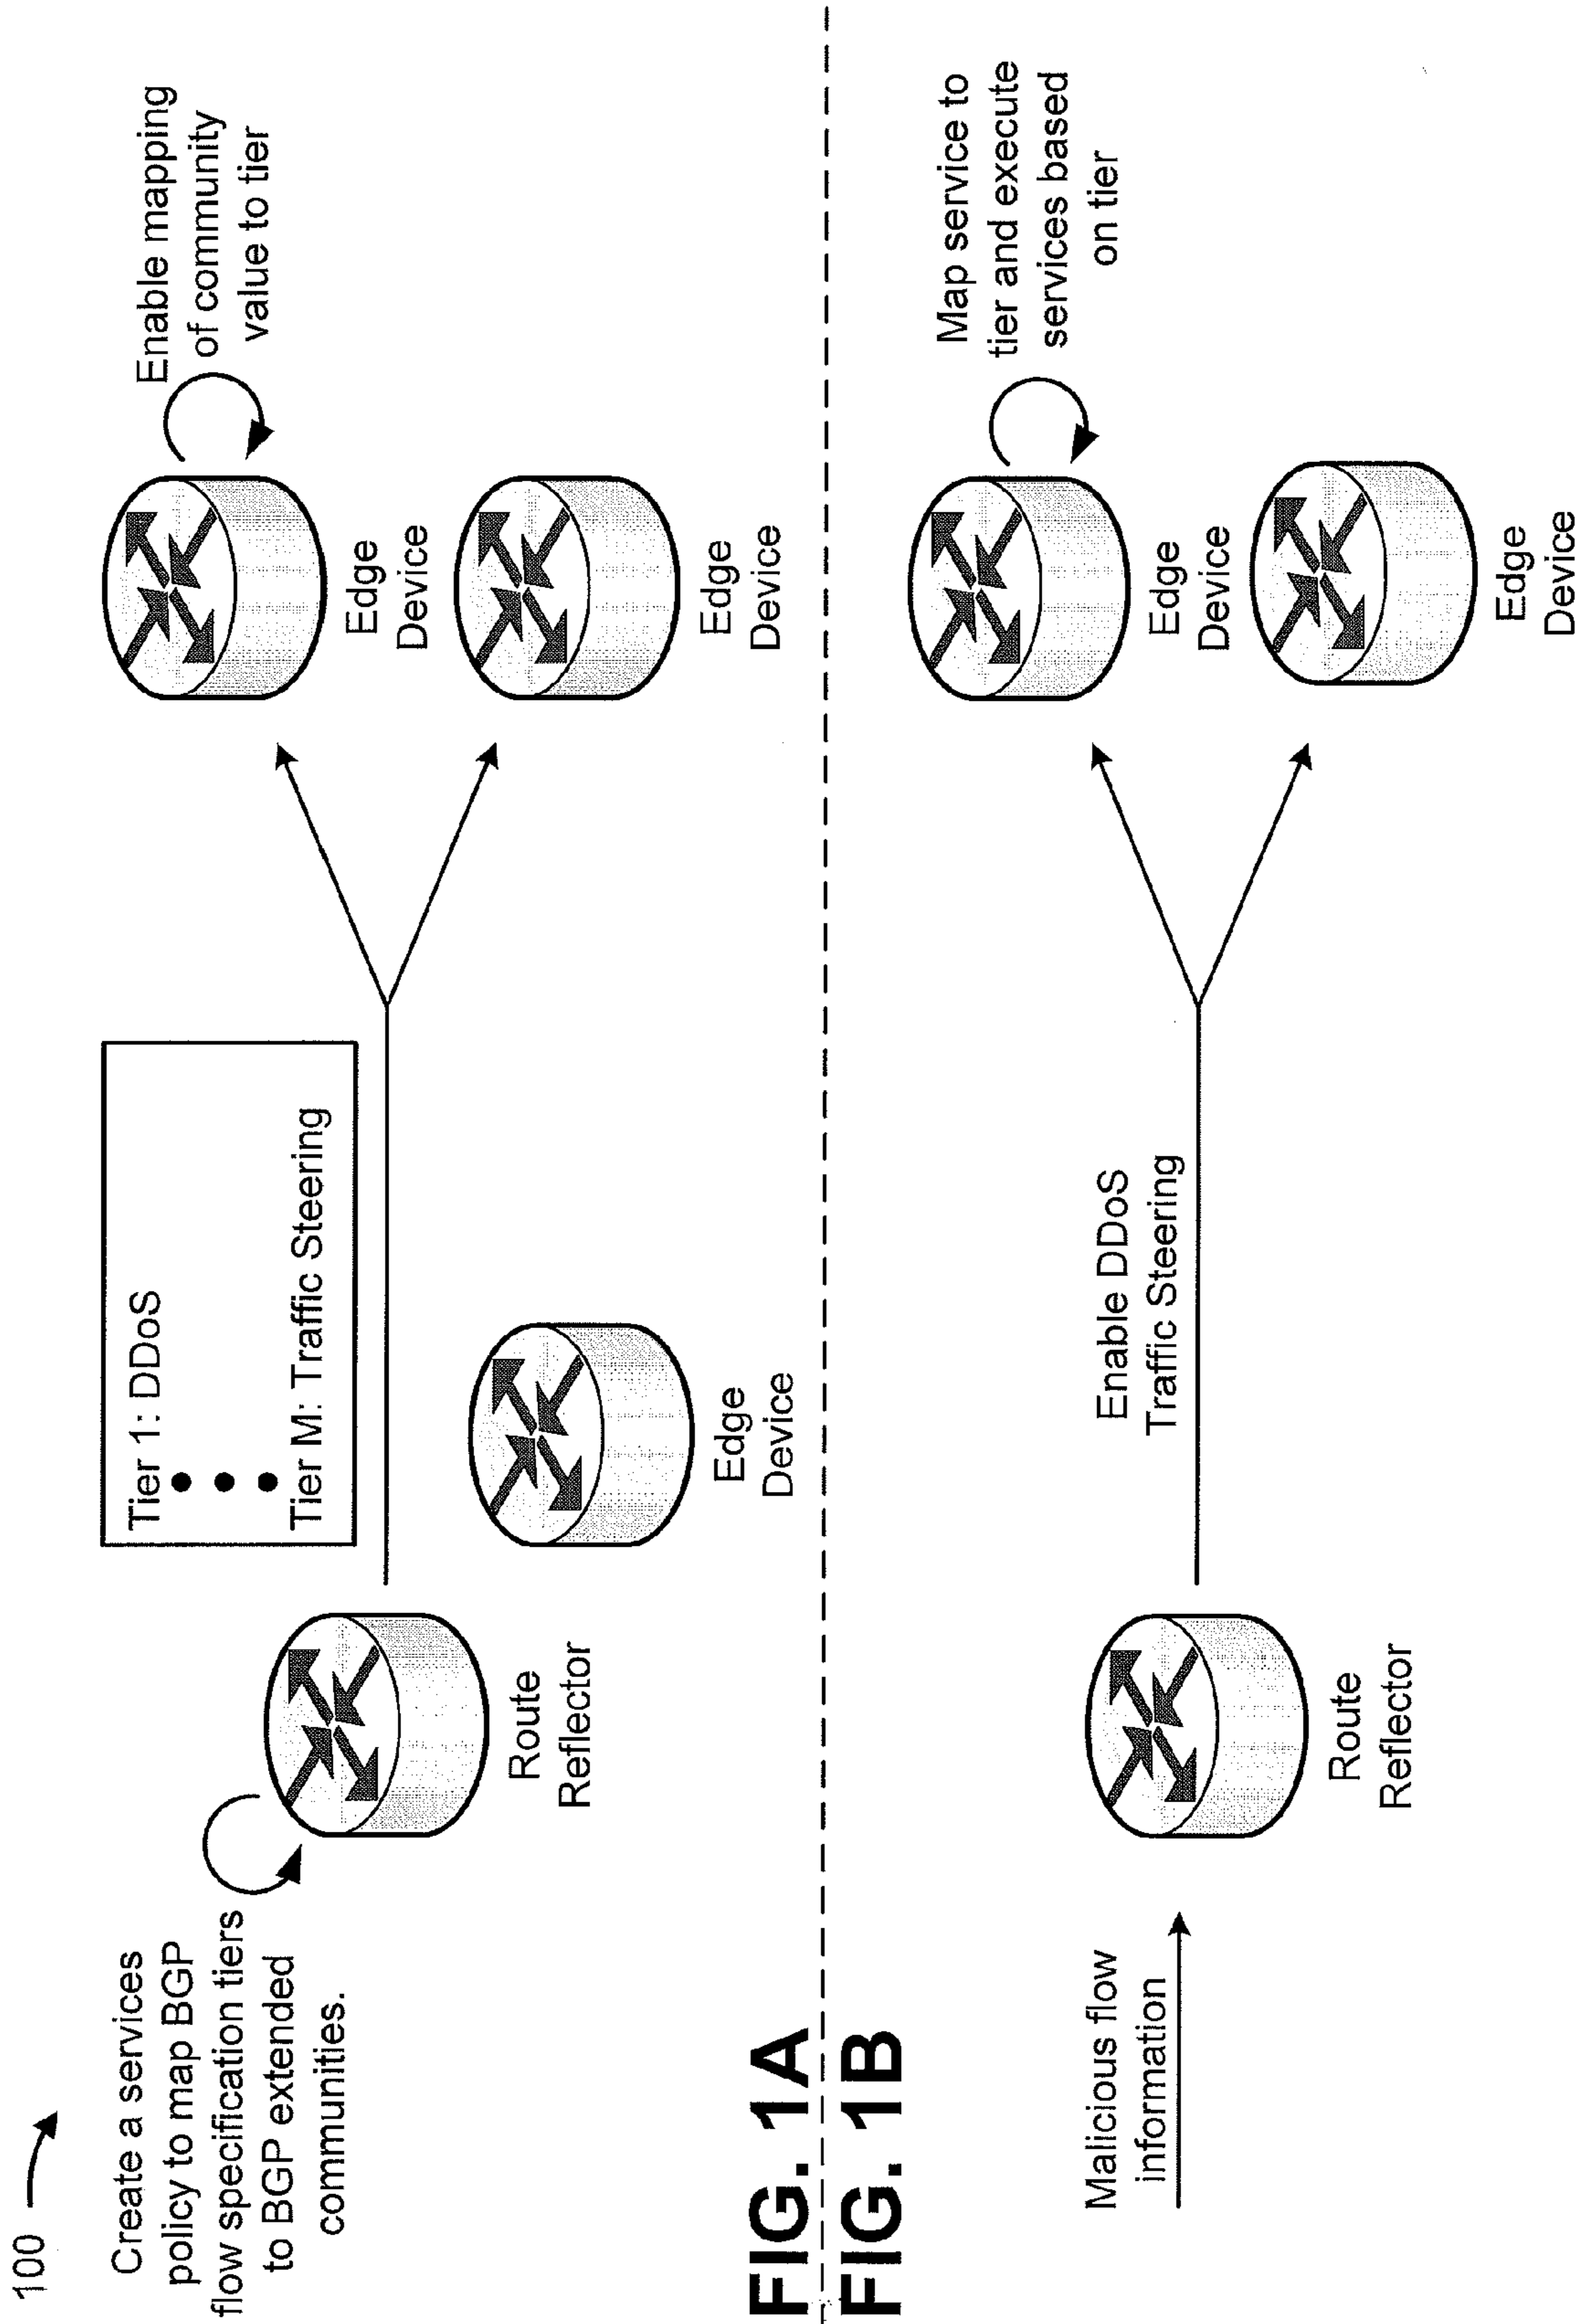 100
Create a services
policy to map BGP
flow specification tiers
to BGP extended
communities.
Route
Reflector
Tier 1: DDoS
Tier M: Traffic Steering
Edge
Device
Enable mapping
of community
value to tier
Edge
Device
Edge
Device
FIG. 1A
FIG. 1B
Malicious flow
information
Route
Reflector
Enable DDoS
Traffic Steering
Map service to
tier and execute
services based
on tier
Edge
Device
Edge
Device